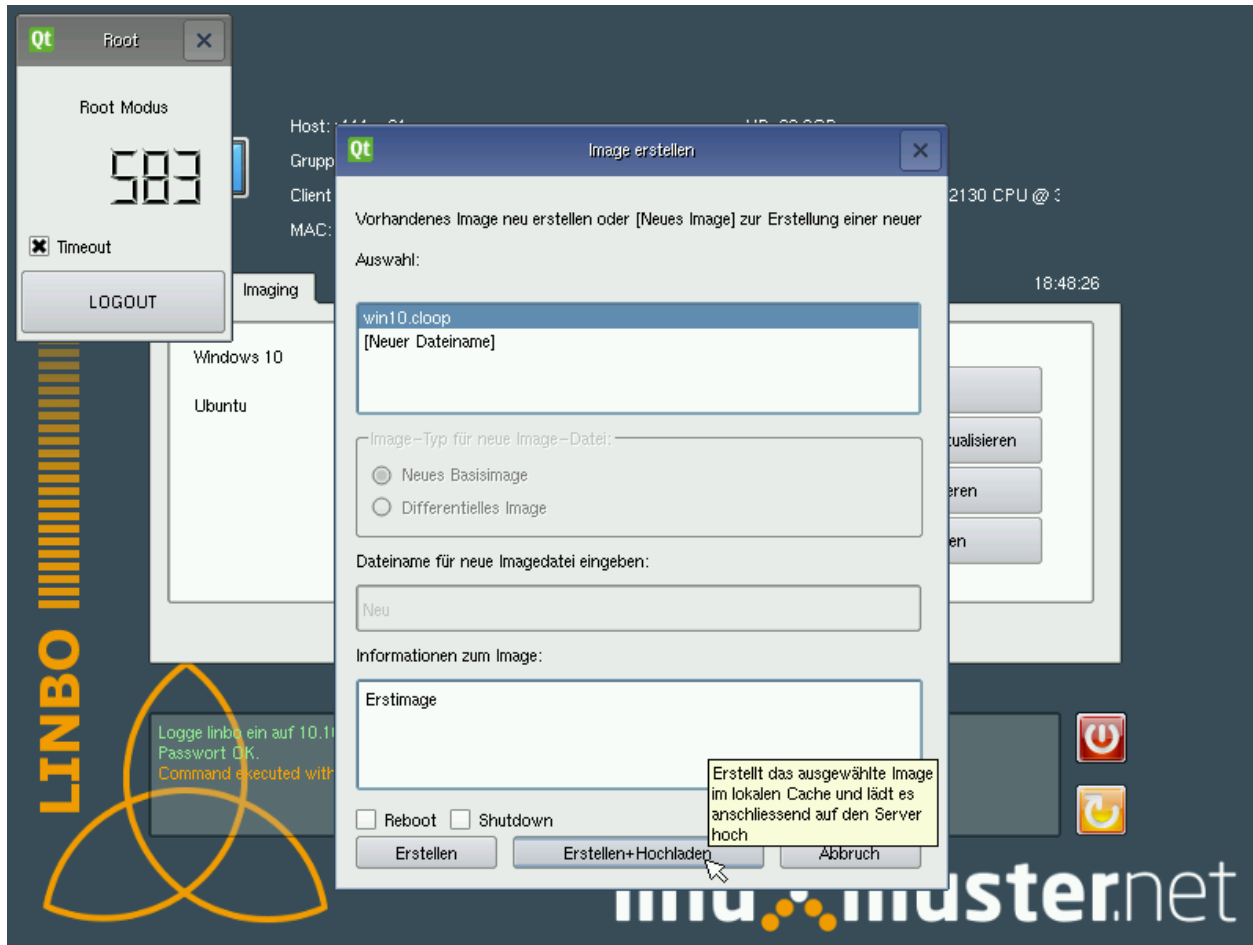 Root
Root Modus
583
Timeout
LOGOUT
Host:
Grupp
Client
2130 CPU @ 3
MAC:
Imaging
18:48:26
Windows 10
Ubuntu
tualisieren
eren
en
Image erstellen
Vorhandenes Image neu erstellen oder [Neues Image] zur Erstellung einer neuer
Auswahl:
win10.cloop
[Neuer Dateiname]
Image-Typ für neue Image-Datei:
Neues Basisimage
Differentielles Image
Dateiname für neue Imagedatei eingeben:
Neu
Informationen zum Image:
Erstimage
Erstellt das ausgewählte Image
im lokalen Cache und lädt es
anschliessend auf den Server
hoch
Reboot Shutdown
Erstellen Erstellen+Hochladen Abbruch
LINBO
Logge linbo ein auf 10.1
Passwort OK.
Command executed with
muster.net
Qt
Qt